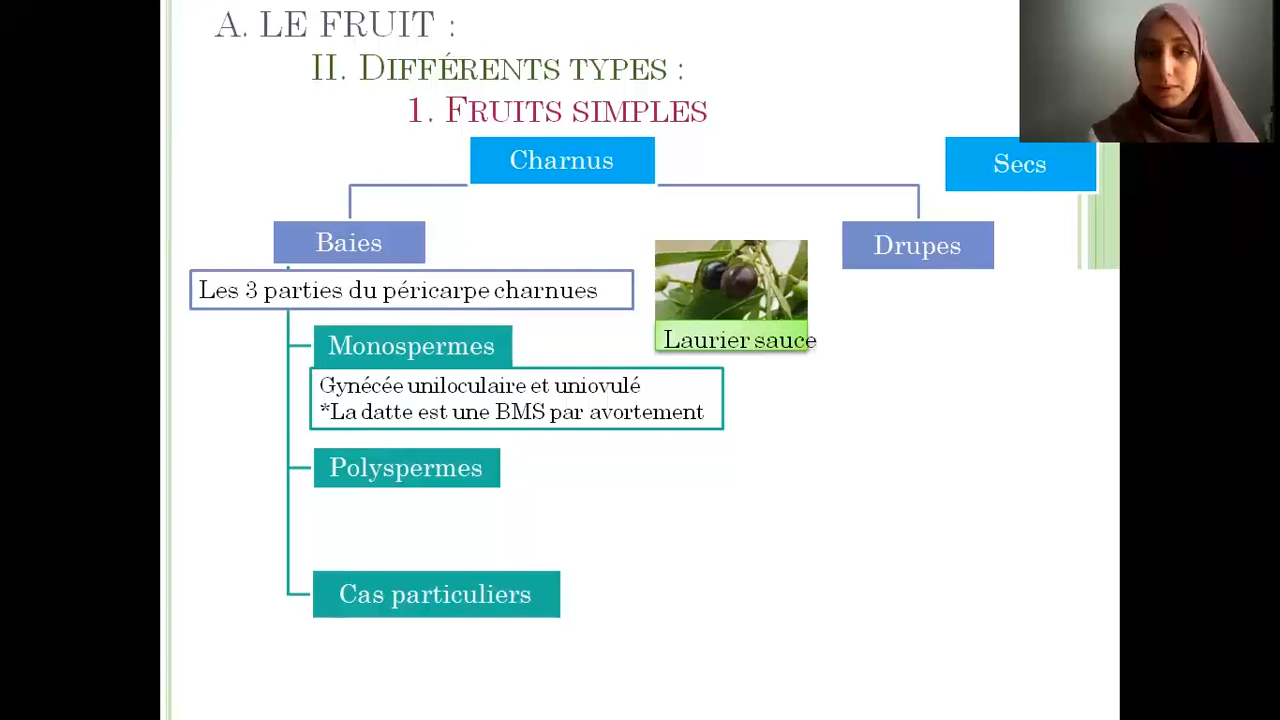 A. LE FRUIT :
II. DIFFÉRENTS TYPES :
1. FRUITS SIMPLES
Charnus
Secs
Baies
Drupes
Les 3 parties du péricarpe charnues
Laurier sauce
Monospermes
Gynécée uniloculaire et uniovulé
*La datte est une BMS par avortement
Polyspermes
Cas particuliers